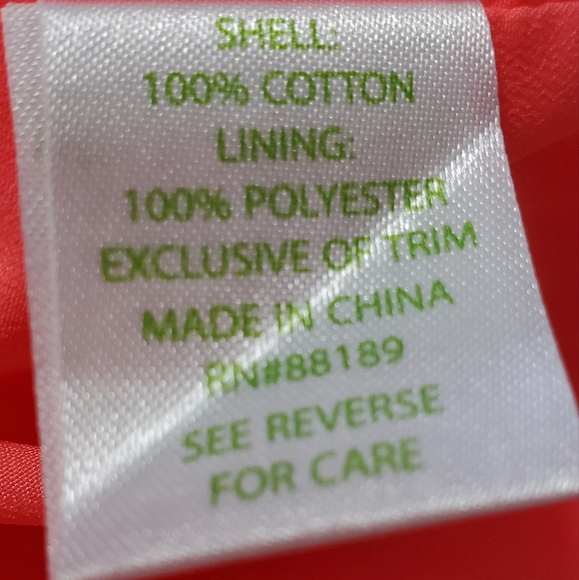 SHELL:
100% COTTON
LINING:
100% POLYESTER
EXCLUSIVE OF TRIM
MADE IN CHINA
RN#88189
SEE REVERSE
FOR CARE